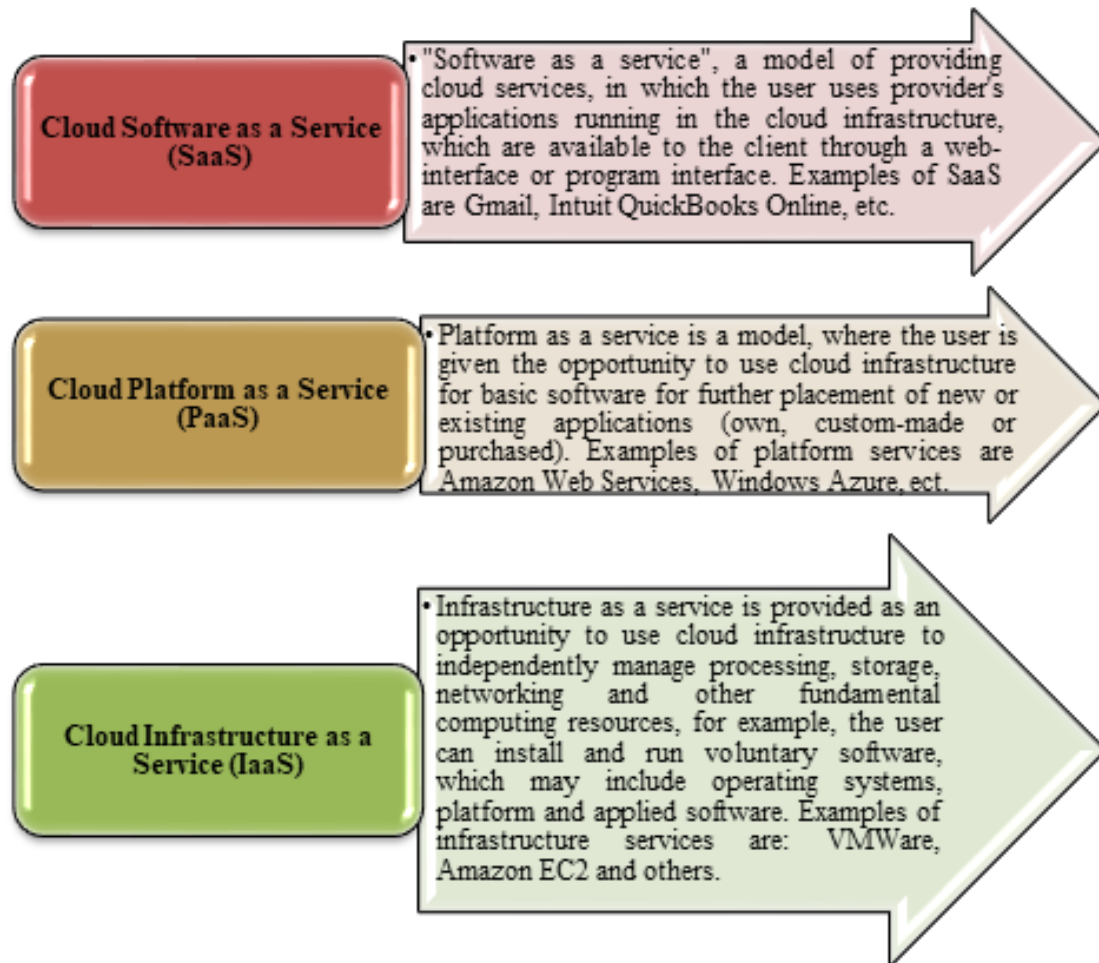 Cloud Software as a Service
(SaaS)
• "Software as a service", a model of providing
cloud services, in which the user uses provider's
applications running in the cloud infrastructure,
which are available to the client through a web-
interface or program interface. Examples of SaaS
are Gmail, Intuit QuickBooks Online, etc.
Cloud Platform as a Service
(PaaS)
• Platform as a service is a model, where the user is
given the opportunity to use cloud infrastructure
for basic software for further placement of new or
existing applications (own, custom-made or
purchased). Examples of platform services are
Amazon Web Services, Windows Azure, ect.
Cloud Infrastructure as a
Service (IaaS)
• Infrastructure as a service is provided as an
opportunity to use cloud infrastructure to
independently manage processing, storage,
networking and other fundamental
computing resources, for example, the user
can install and run voluntary software,
which may include operating systems,
platform and applied software. Examples of
infrastructure services are: VMWare,
Amazon EC2 and others.